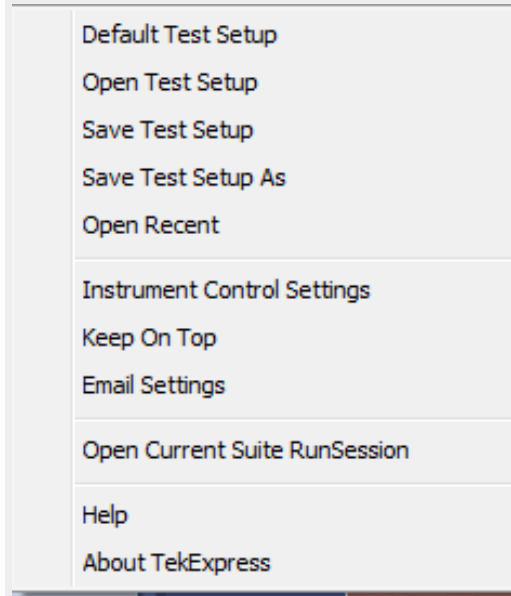 Default Test Setup
Open Test Setup
Save Test Setup
Save Test Setup As
Open Recent
Instrument Control Settings
Keep On Top
Email Settings
Open Current Suite RunSession
Help
About TekExpress